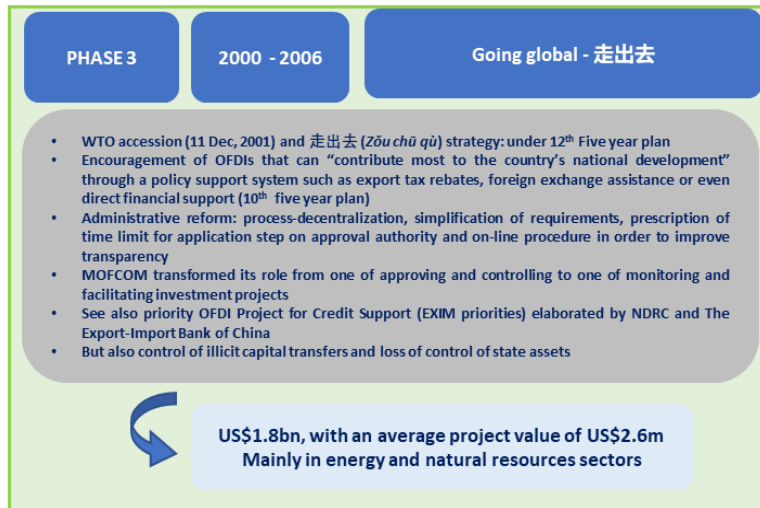 PHASE 3
2000 - 2006
Going global - 走出去
• WTO accession (11 Dec, 2001) and 走出去 (Zǒu chū qù) strategy: under 12th Five year plan
• Encouragement of OFDIs that can “contribute most to the country’s national development”
through a policy support system such as export tax rebates, foreign exchange assistance or even
direct financial support (10th five year plan)
• Administrative reform: process-decentralization, simplification of requirements, prescription of
time limit for application step on approval authority and on-line procedure in order to improve
transparency
• MOFCOM transformed its role from one of approving and controlling to one of monitoring and
facilitating investment projects
• See also priority OFDI Project for Credit Support (EXIM priorities) elaborated by NDRC and The
Export-Import Bank of China
• But also control of illicit capital transfers and loss of control of state assets
US$1.8bn, with an average project value of US$2.6m
Mainly in energy and natural resources sectors